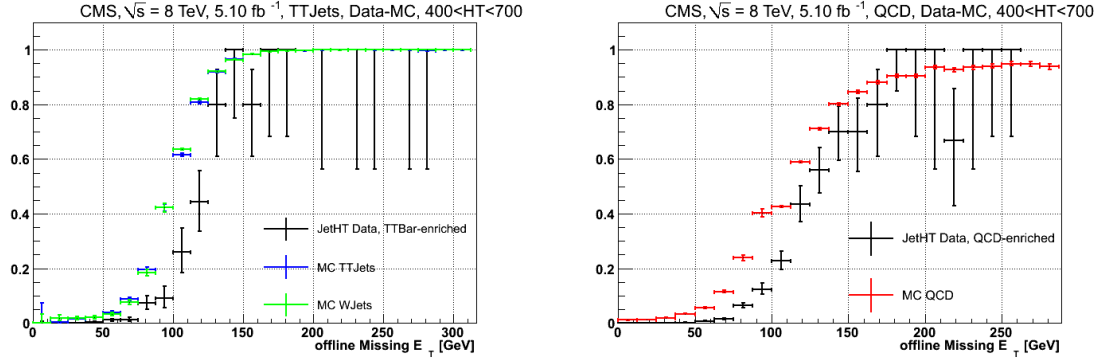 CMS, √s = 8 TeV, 5.10 fb⁻¹, TTJets, Data-MC, 400<HT<700
1
0.8
0.6
0.4
0.2
0
JetHT Data, TTBar-enriched
MC TTJets
MC WJets
0 50 100 150 200 250 300
offline Missing E_T [GeV]
CMS, √s = 8 TeV, 5.10 fb⁻¹, QCD, Data-MC, 400<HT<700
1
0.8
0.6
0.4
0.2
0
JetHT Data, QCD-enriched
MC QCD
0 50 100 150 200 250
offline Missing E_T [GeV]